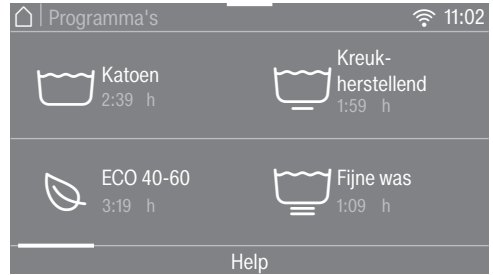 Programma's
11:02
Katoen
2:39 h
Kreuk-
herstellend
1:59 h
ECO 40-60
3:19 h
Fijne was
1:09 h
Help